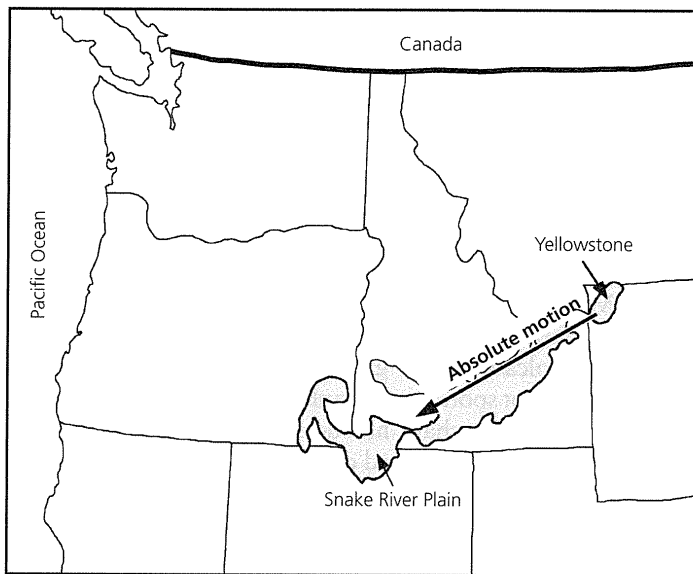 Canada
Pacific Ocean
Yellowstone
Absolute motion
Snake River Plain